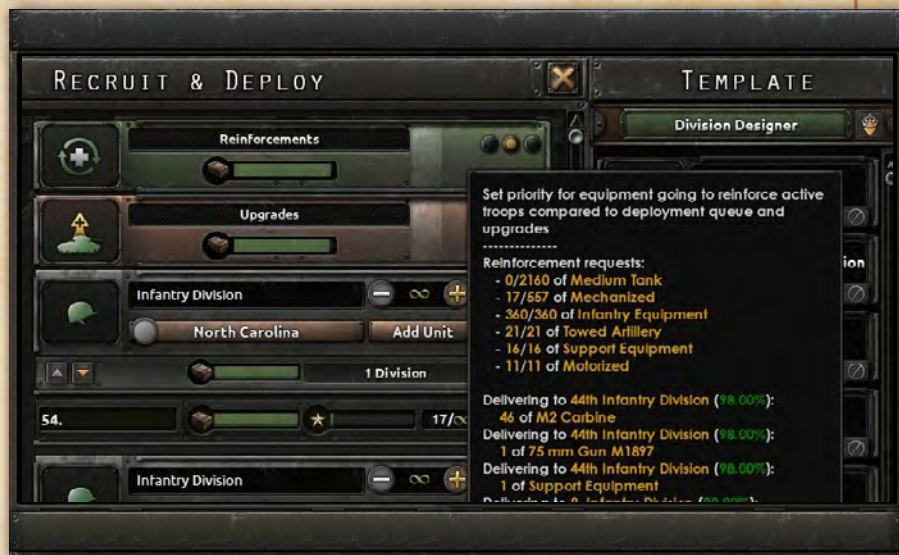 RECRUIT & DEPLOY
Reinforcements
Upgrades
Infantry Division
North Carolina
Add Unit
1 Division
54.
17/∞
Infantry Division
TEMPLATE
Division Designer
ion
Set priority for equipment going to reinforce active
troops compared to deployment queue and
upgrades
--------------
Reinforcement requests:
- 0/2160 of Medium Tank
- 17/557 of Mechanized
- 360/360 of Infantry Equipment
- 21/21 of Towed Artillery
- 16/16 of Support Equipment
- 11/11 of Motorized
Delivering to 44th Infantry Division (98.00%):
46 of M2 Carbine
Delivering to 44th Infantry Division (98.00%):
1 of 75 mm Gun M1897
Delivering to 44th Infantry Division (98.00%):
1 of Support Equipment